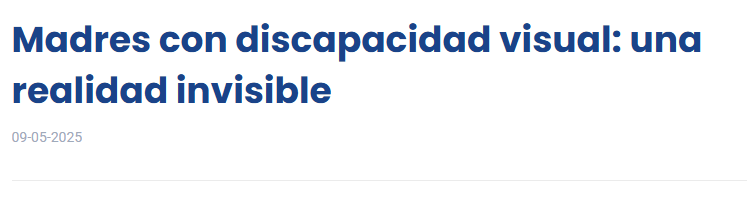 Madres con discapacidad visual: una
realidad invisible
09-05-2025